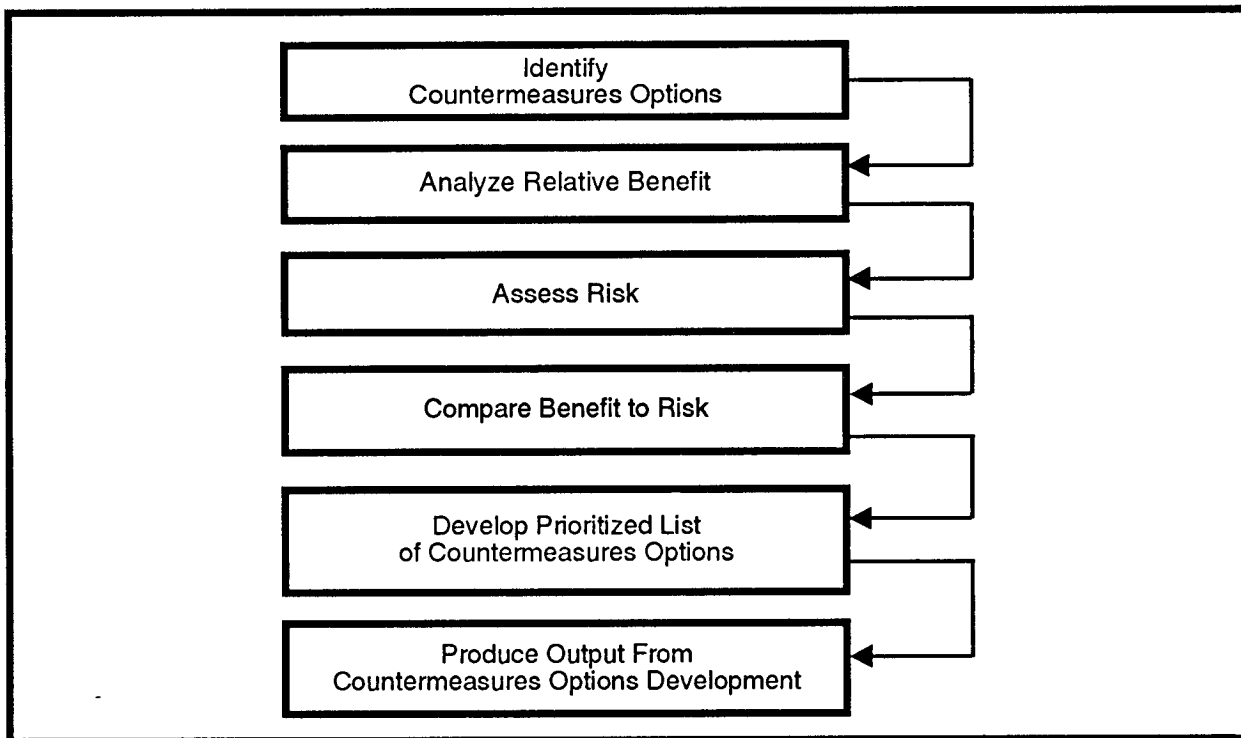 Identify
Countermeasures Options
Analyze Relative Benefit
Assess Risk
Compare Benefit to Risk
Develop Prioritized List
of Countermeasures Options
Produce Output From
Countermeasures Options Development